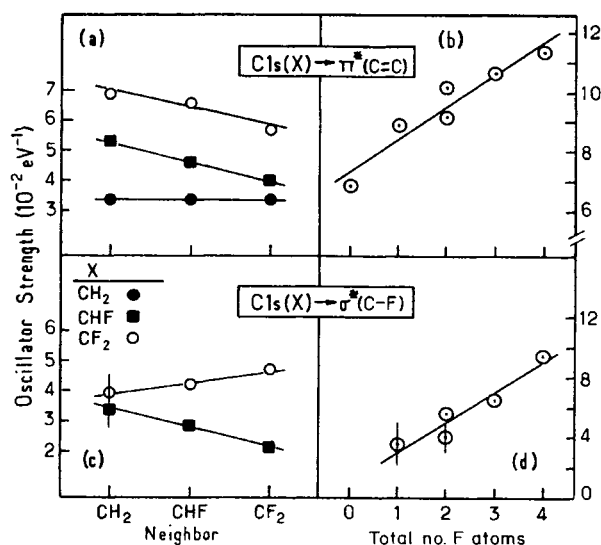 (a)
(b)
C1s(X) → π*(C=C)
12
10
8
6
7
6
5
4
3
Oscillator Strength (10⁻² eV⁻¹)
X
CH₂ ●
CHF ■
CF₂ ○
C1s(X) → σ*(C-F)
12
8
4
0
6
5
4
3
2
(c)
(d)
CH₂ CHF CF₂
0 1 2 3 4
Neighbor
Total no. F atoms